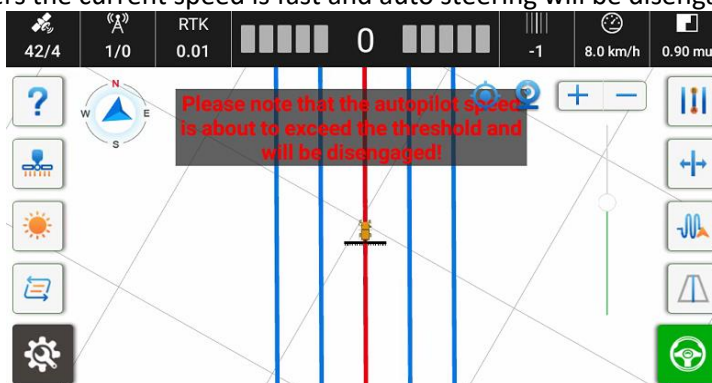 ers the current speed is fast and auto steering will be disenga
RTK
42/4
1/0
0.01
0
-1
8.0 km/h
0.90 mu
?
N
W
E
S
Please note that the autopilot speed
is about to exceed the threshold and
will be disengaged!